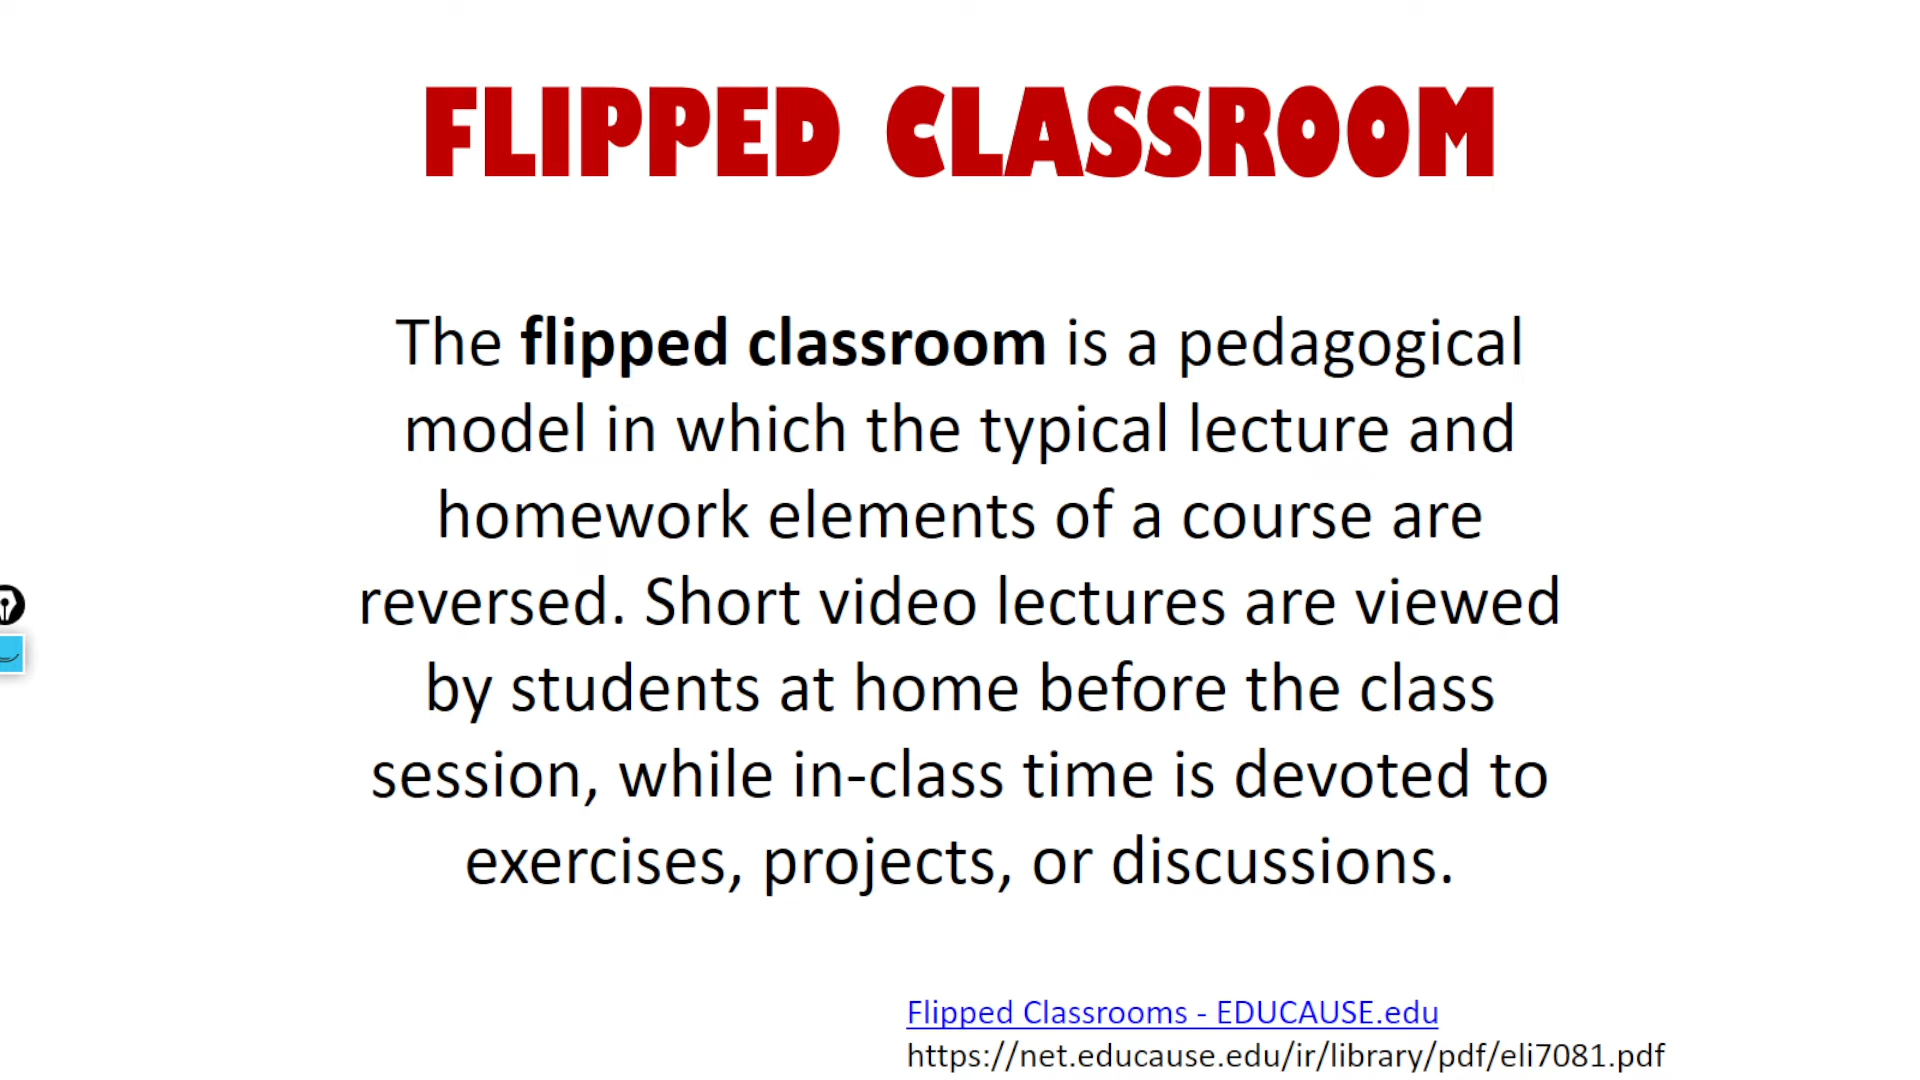 FLIPPED CLASSROOM
The flipped classroom is a pedagogical
model in which the typical lecture and
homework elements of a course are
reversed. Short video lectures are viewed
by students at home before the class
session, while in-class time is devoted to
exercises, projects, or discussions.
Flipped Classrooms - EDUCAUSE.edu
https://net.educause.edu/ir/library/pdf/eli7081.pdf